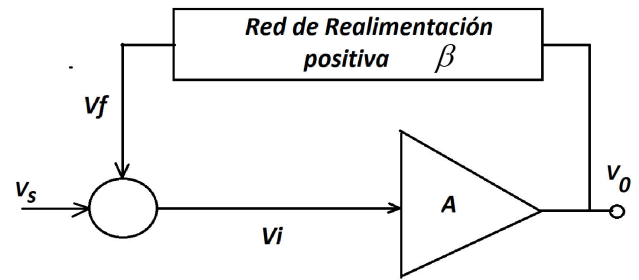 Red de Realimentación
positiva β
Vf
Vs
Vi
A
V0